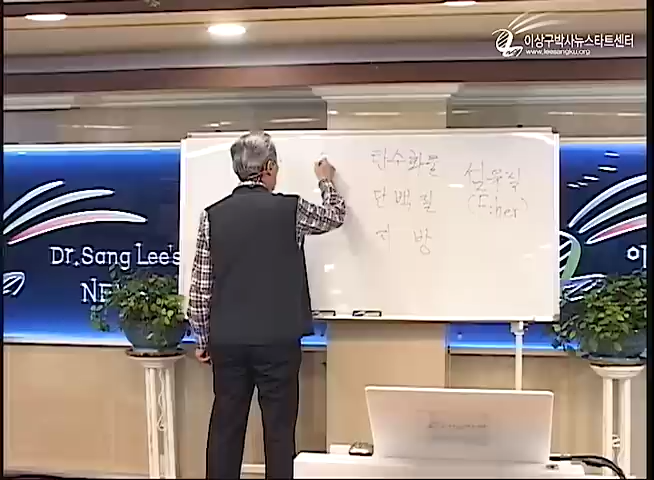 이상구박사뉴스타트센터
www.leesangku.org
탄수화물
단백질
지 방
섬유질
(Fiber)
Dr.Sang Lee's